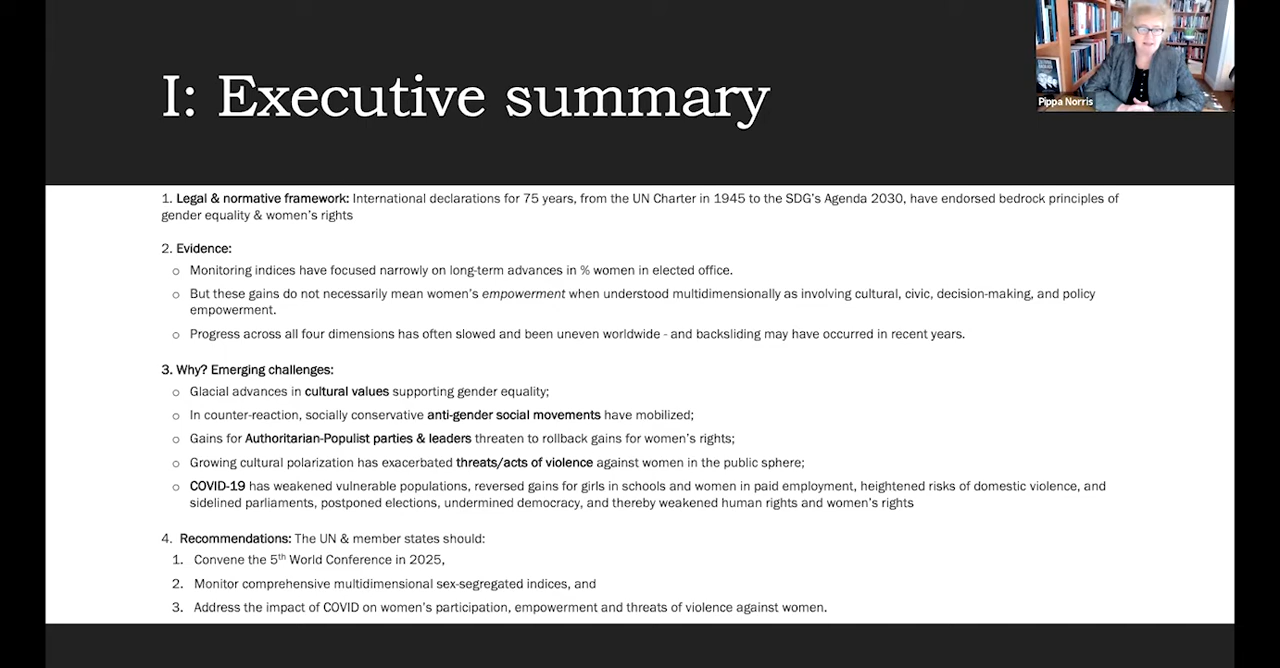 I: Executive summary
Pippa Norris
1. Legal & normative framework: International declarations for 75 years, from the UN Charter in 1945 to the SDG's Agenda 2030, have endorsed bedrock principles of
gender equality & women's rights
2. Evidence:
o Monitoring indices have focused narrowly on long-term advances in % women in elected office.
o But these gains do not necessarily mean women's empowerment when understood multidimensionally as involving cultural, civic, decision-making, and policy
empowerment.
o Progress across all four dimensions has often slowed and been uneven worldwide - and backsliding may have occurred in recent years.
3. Why? Emerging challenges:
o Glacial advances in cultural values supporting gender equality;
o In counter-reaction, socially conservative anti-gender social movements have mobilized;
o Gains for Authoritarian-Populist parties & leaders threaten to rollback gains for women's rights;
o Growing cultural polarization has exacerbated threats/acts of violence against women in the public sphere;
o COVID-19 has weakened vulnerable populations, reversed gains for girls in schools and women in paid employment, heightened risks of domestic violence, and
sidelined parliaments, postponed elections, undermined democracy, and thereby weakened human rights and women's rights
4. Recommendations: The UN & member states should:
1. Convene the 5th World Conference in 2025,
2. Monitor comprehensive multidimensional sex-segregated indices, and
3. Address the impact of COVID on women's participation, empowerment and threats of violence against women.